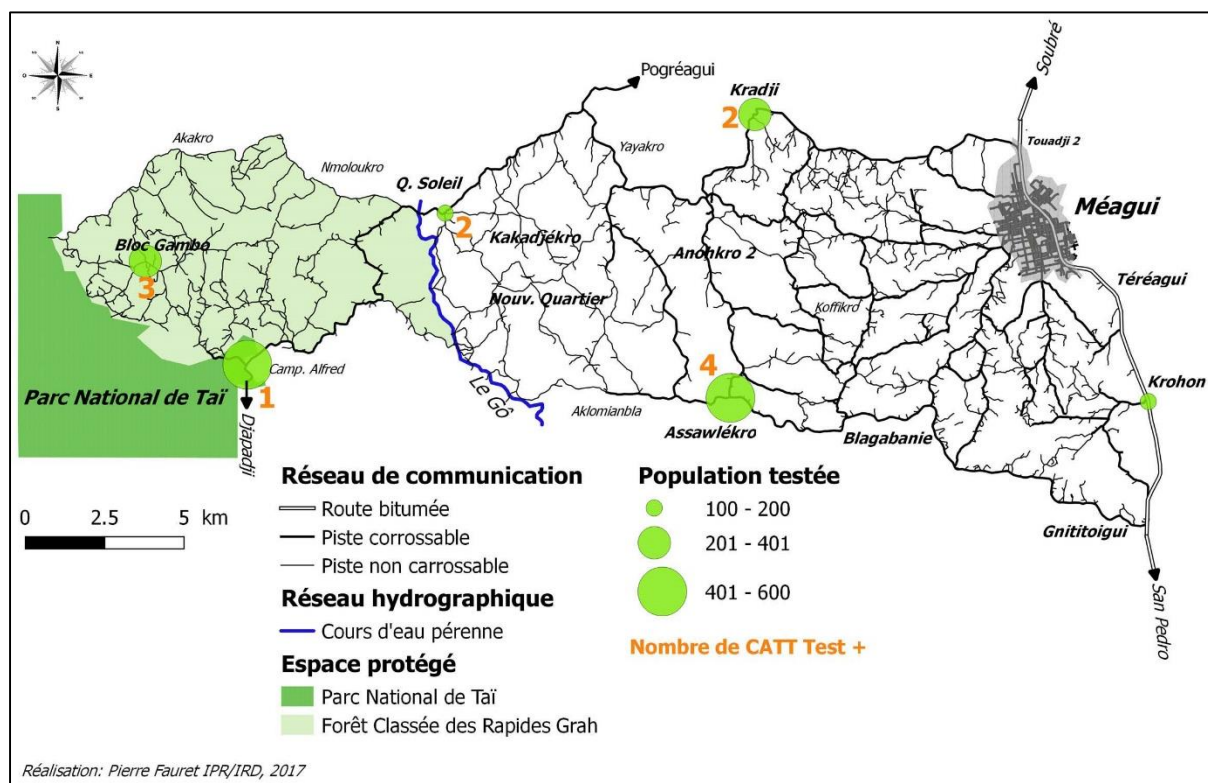 N
O
E
S
Pogréagui
Kradji
2
Soubré
Touadji 2
Akakro
Nmoloukro
Yayakro
Q. Soleil
2
Méagui
Bloc Gambo
3
Kakadjékro
Anonkro 2
Téréagui
Nouv. Quartier
Koffikro
Camp. Alfred
4
Parc National de Taï
1
Le Gô
Aklomianbla
Krohon
Djapadji
Assawlékro
Blagabanie
Gnititoigui
San Pedro
0 2.5 5 km
Réseau de communication
Route bitumée
Piste corrossable
Piste non carrossable
Réseau hydrographique
Cours d'eau pérenne
Espace protégé
Parc National de Taï
Forêt Classée des Rapides Grah
Population testée
100 - 200
201 - 401
401 - 600
Nombre de CATT Test +
Réalisation: Pierre Fauret IPR/IRD, 2017